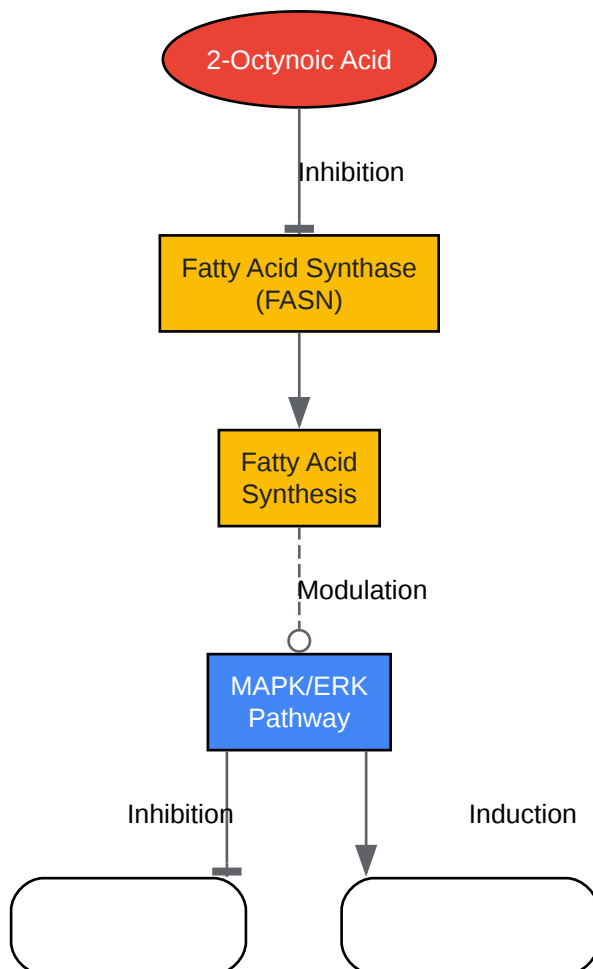 2-Octynoic Acid
Inhibition
Fatty Acid Synthase
(FASN)
Fatty Acid
Synthesis
Modulation
MAPK/ERK
Pathway
Inhibition
Induction